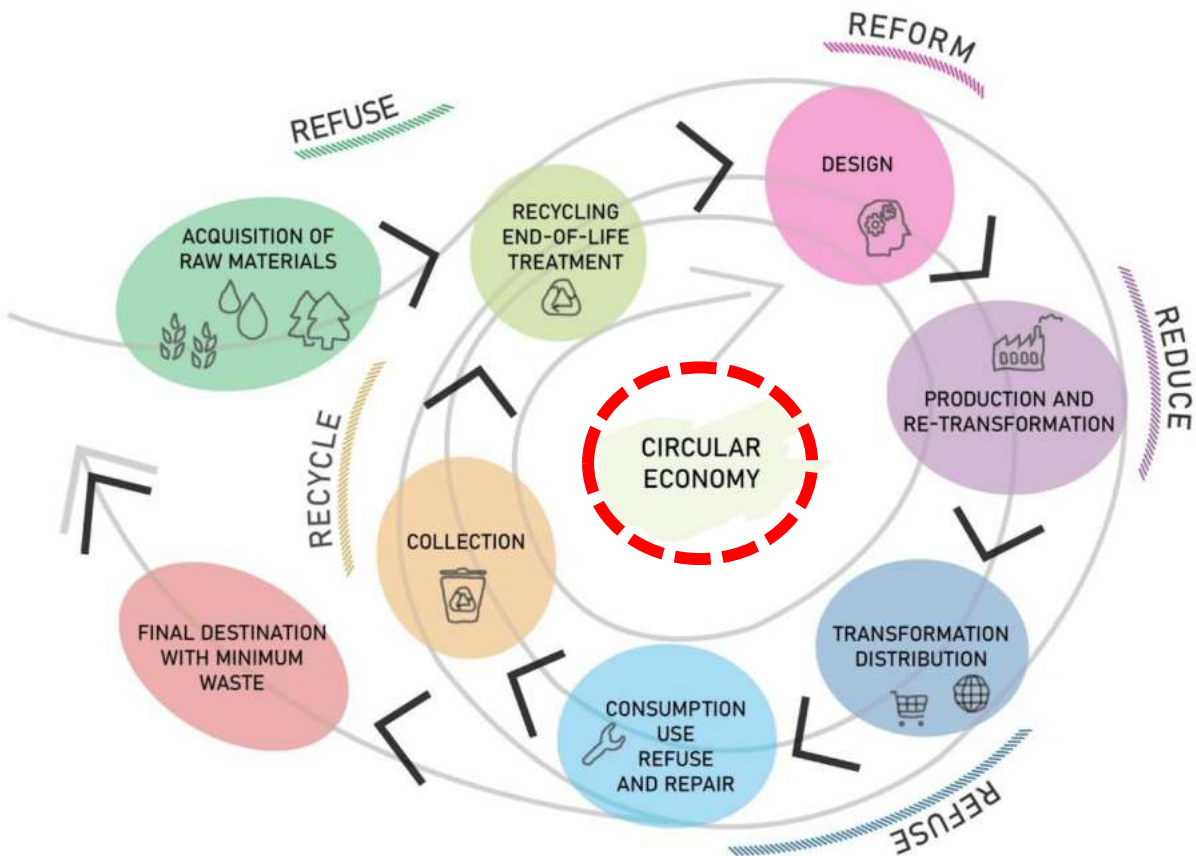 REFORM
REFUSE
DESIGN
RECYCLING
END-OF-LIFE
TREATMENT
ACQUISITION OF
RAW MATERIALS
REDUCE
PRODUCTION AND
RE-TRANSFORMATION
CIRCULAR
ECONOMY
RECYCLE
COLLECTION
FINAL DESTINATION
WITH MINIMUM
WASTE
TRANSFORMATION
DISTRIBUTION
CONSUMPTION
USE
REFUSE
AND REPAIR
REFUSE